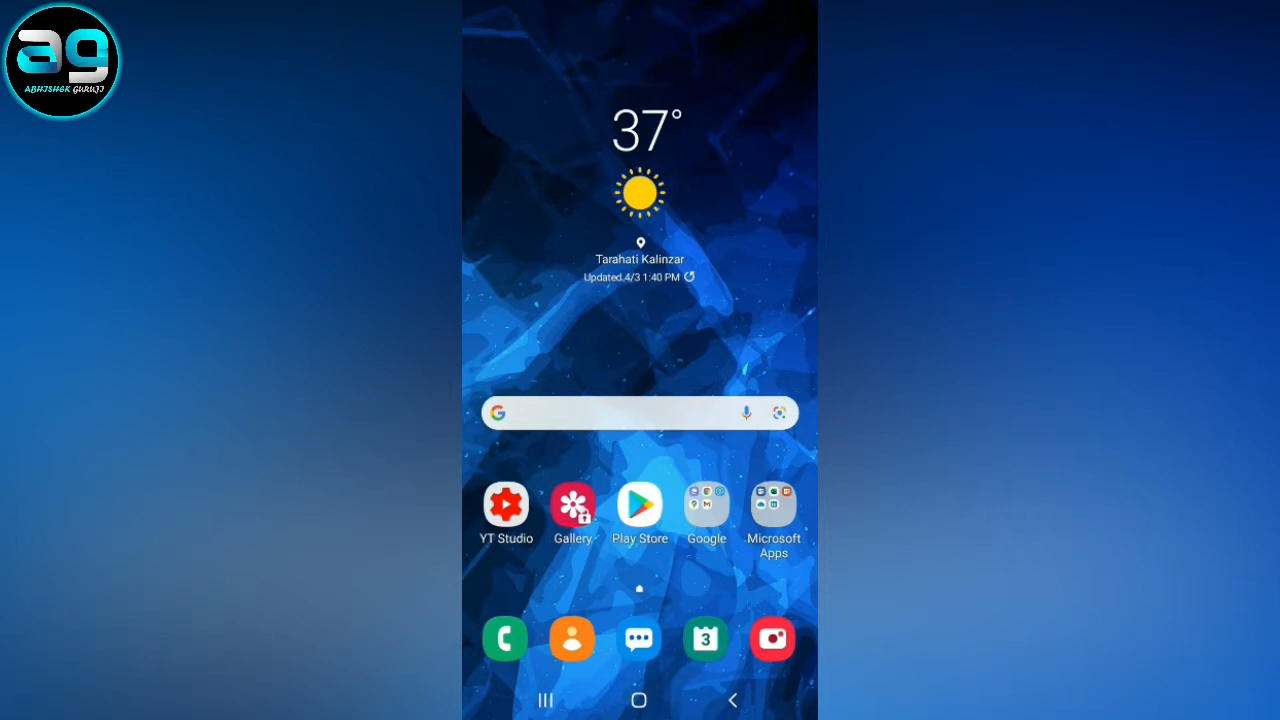 ag
ABHISHEK GURUJI
37°
Tarahati Kalinzar
Updated 4/3 1:40 PM
YT Studio
Gallery
Play Store
Google
Microsoft
Apps
3